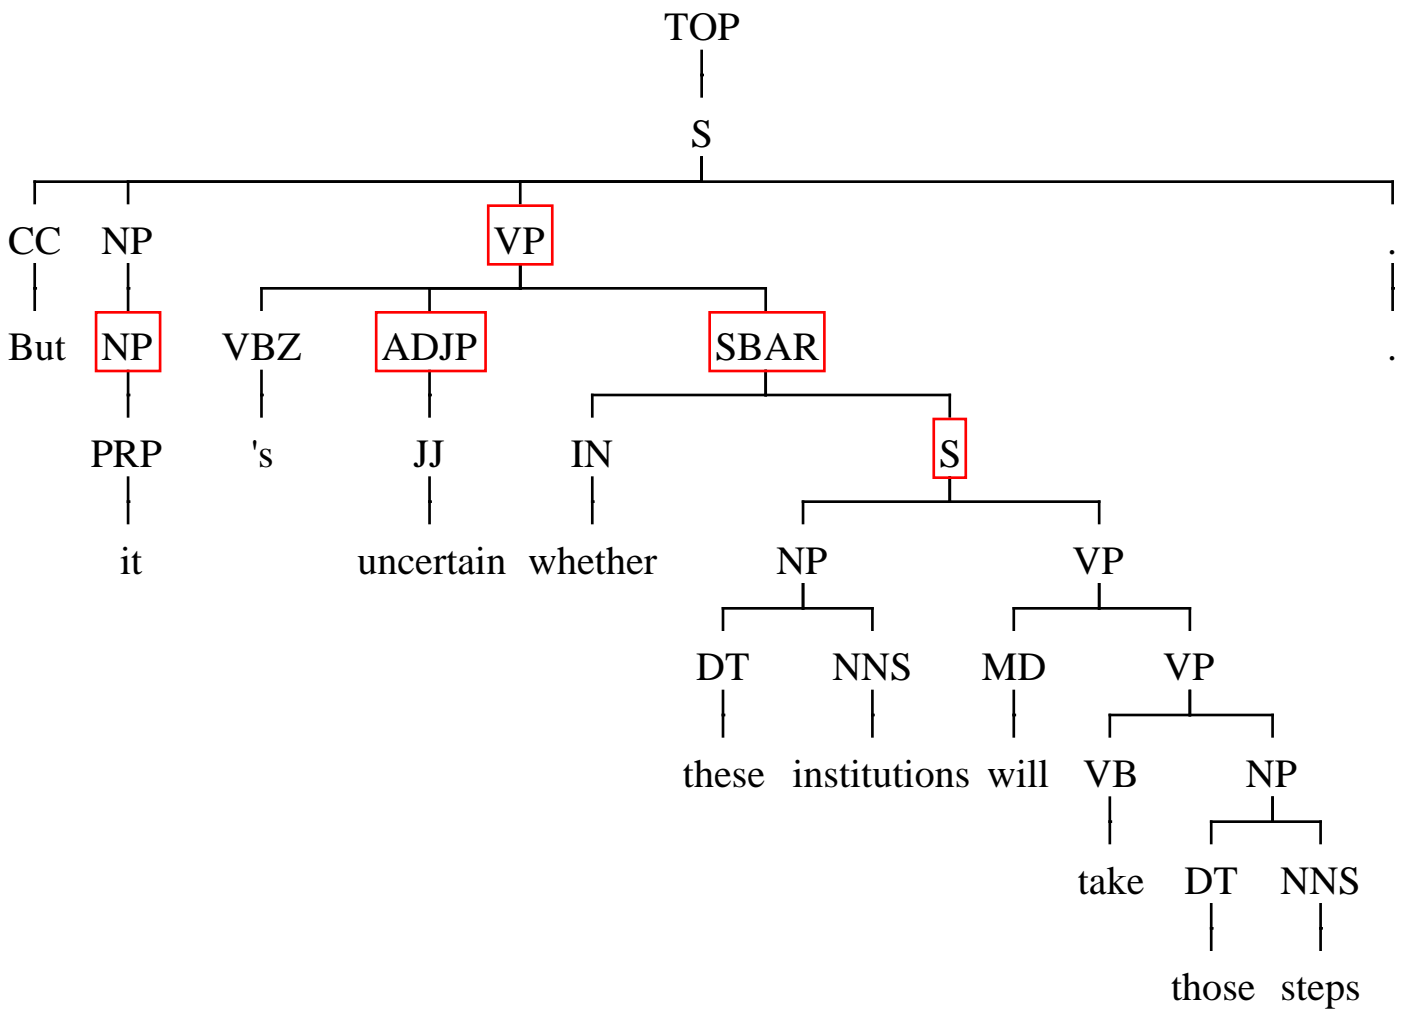 TOP
S
CC NP VP .
But NP VBZ ADJP SBAR .
PRP 's JJ IN S
it uncertain whether NP VP
DT NNS MD VP
these institutions will VB NP
take DT NNS
those steps